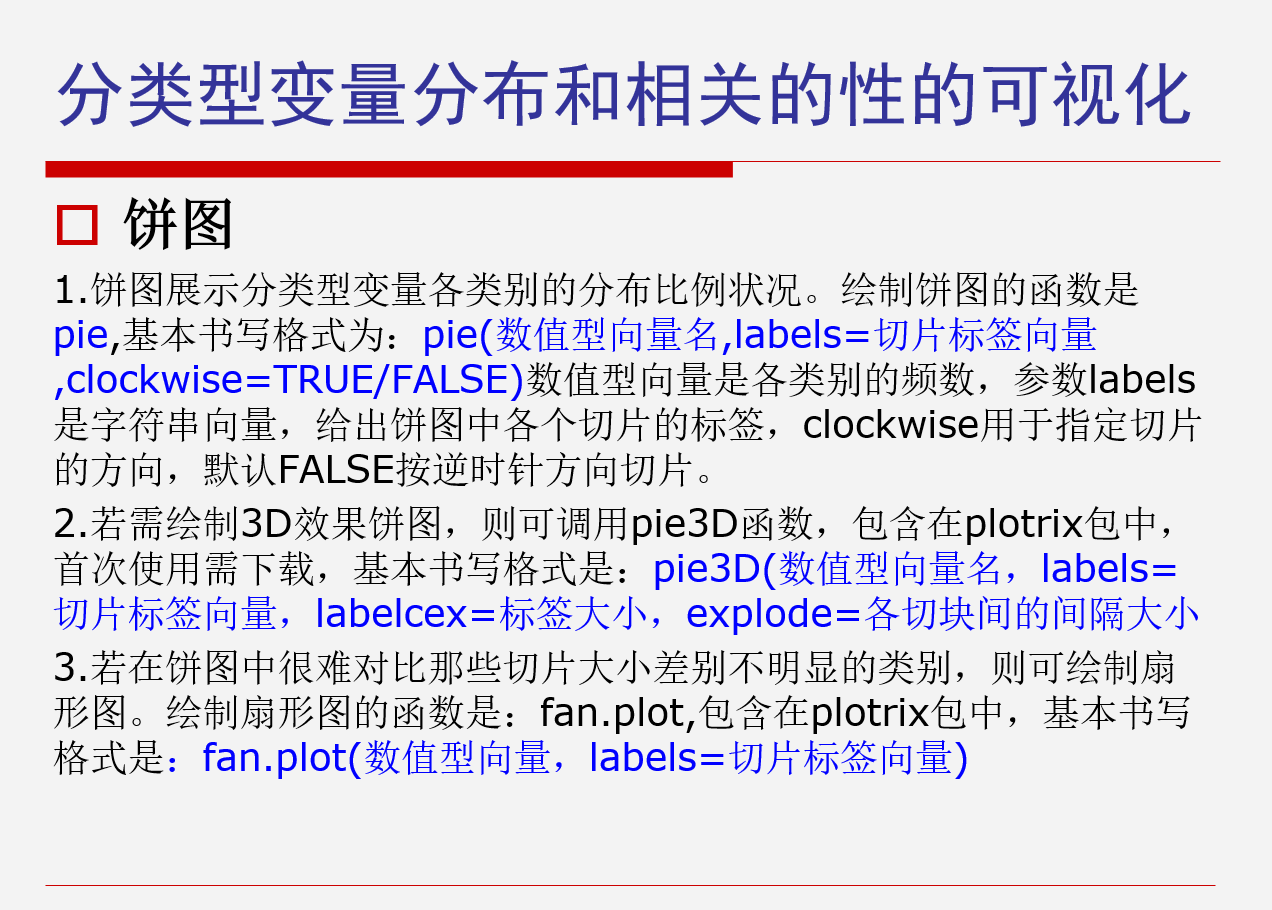 分类型变量分布和相关的性的可视化
饼图
1.饼图展示分类型变量各类别的分布比例状况。绘制饼图的函数是
pie,基本书写格式为：pie(数值型向量名,labels=切片标签向量
,clockwise=TRUE/FALSE)数值型向量是各类别的频数，参数labels
是字符串向量，给出饼图中各个切片的标签，clockwise用于指定切片
的方向，默认FALSE按逆时针方向切片。
2.若需绘制3D效果饼图，则可调用pie3D函数，包含在plotrix包中，
首次使用需下载，基本书写格式是：pie3D(数值型向量名，labels=
切片标签向量，labelcex=标签大小，explode=各切块间的间隔大小
3.若在饼图中很难对比那些切片大小差别不明显的类别，则可绘制扇
形图。绘制扇形图的函数是：fan.plot,包含在plotrix包中，基本书写
格式是：fan.plot(数值型向量，labels=切片标签向量)